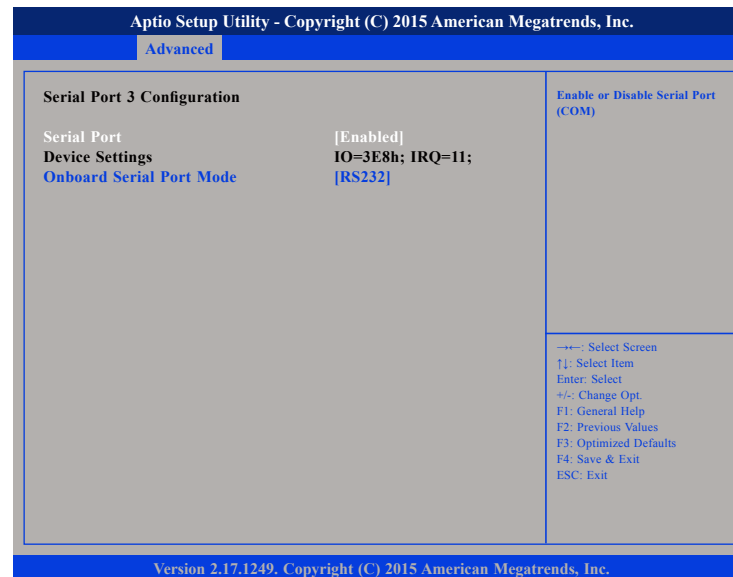 Aptio Setup Utility - Copyright (C) 2015 American Megatrends, Inc.
Advanced
Serial Port 3 Configuration
Serial Port [Enabled]
Device Settings IO=3E8h; IRQ=11;
Onboard Serial Port Mode [RS232]
Enable or Disable Serial Port
(COM)
→←: Select Screen
↑↓: Select Item
Enter: Select
+/-: Change Opt.
F1: General Help
F2: Previous Values
F3: Optimized Defaults
F4: Save & Exit
ESC: Exit
Version 2.17.1249. Copyright (C) 2015 American Megatrends, Inc.